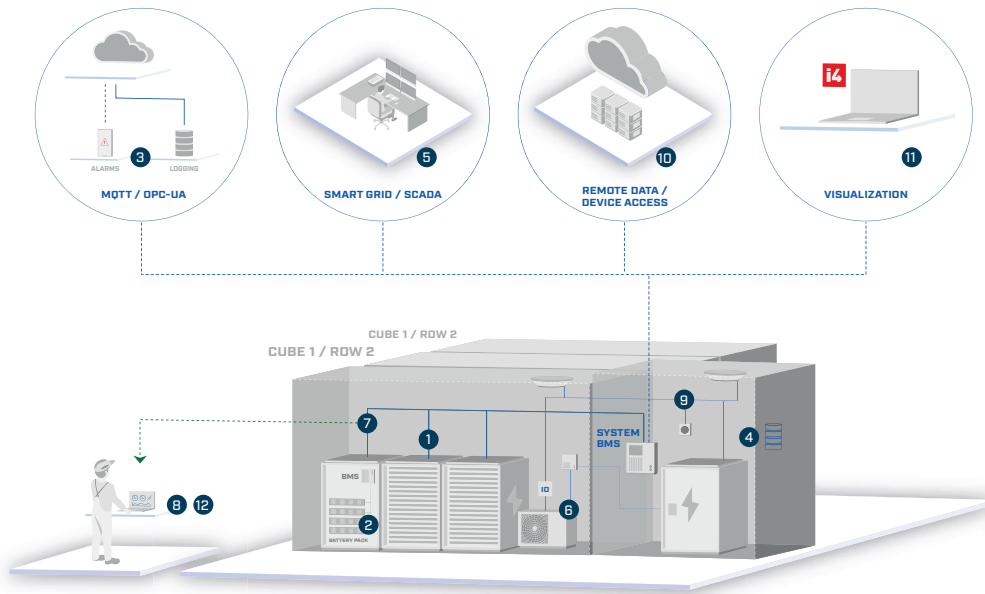 i4
3
5
10
11
ALARMS
LOGGING
MQTT / OPC-UA
SMART GRID / SCADA
REMOTE DATA /
DEVICE ACCESS
VISUALIZATION
CUBE 1 / ROW 2
CUBE 1 / ROW 2
9
7
1
SYSTEM
BMS
4
BMS
IO
8
12
2
6
BATTERY PACK